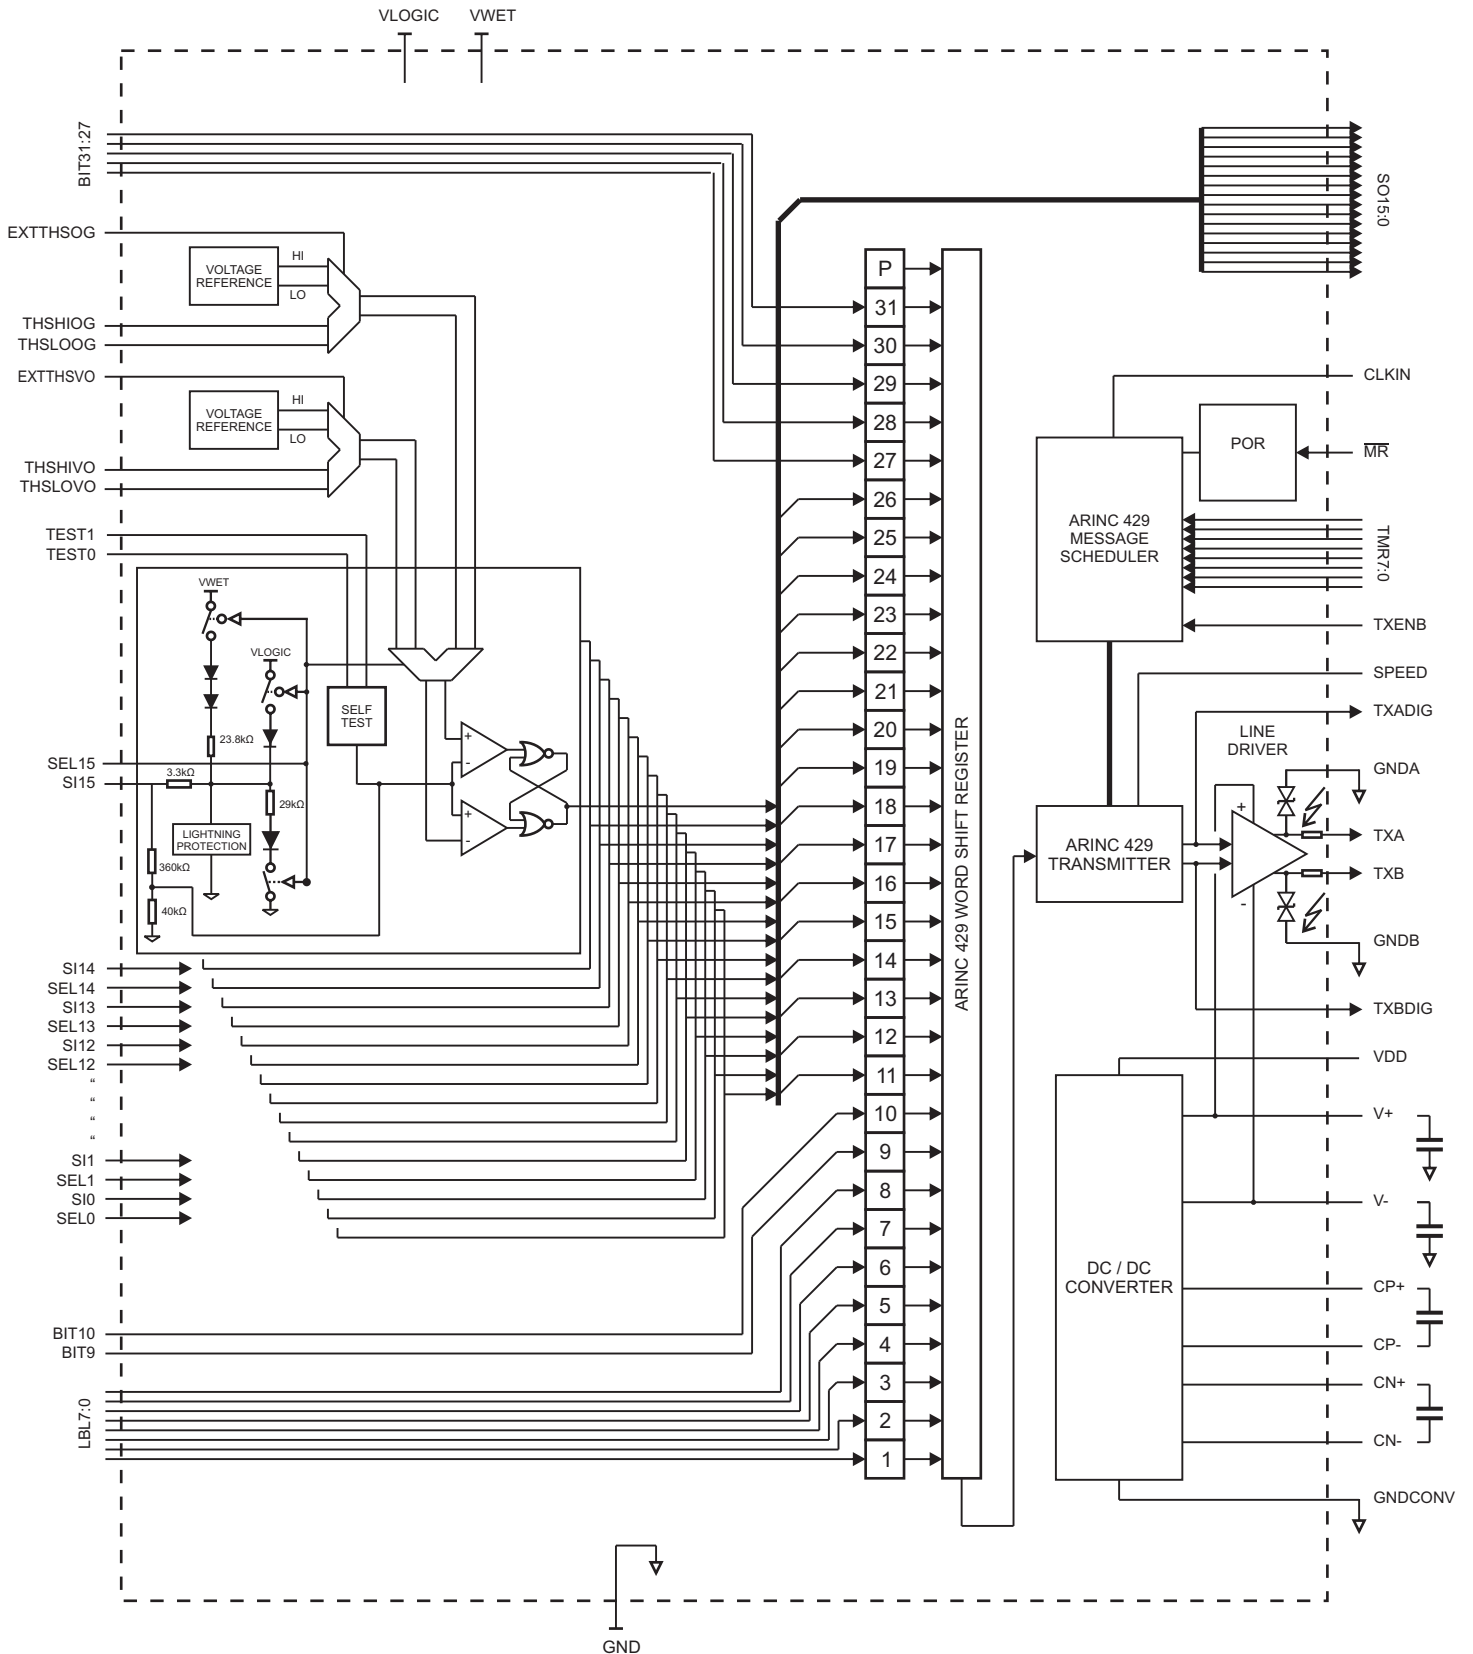 VLOGIC
VWET
BIT31:27
EXTTHSOG
VOLTAGE
REFERENCE
HI
LO
THSHIOG
THSLOOG
EXTTHSVO
VOLTAGE
REFERENCE
HI
LO
THSHIVO
THSLOVO
TEST1
TEST0
VWET
VLOGIC
SELF
TEST
23.8kΩ
SEL15
SI15
3.3kΩ
29kΩ
LIGHTNING
PROTECTION
360kΩ
40kΩ
+
-
+
-
SI14
SEL14
SI13
SEL13
SI12
SEL12
“
“
“
“
SI1
SEL1
SI0
SEL0
BIT10
BIT9
LBL7:0
P
31
30
29
28
27
26
25
24
23
22
21
20
19
18
17
16
15
14
13
12
11
10
9
8
7
6
5
4
3
2
1
ARINC 429 WORD SHIFT REGISTER
SO15:0
CLKIN
POR
MR
ARINC 429
MESSAGE
SCHEDULER
TMR7:0
TXENB
SPEED
TXADIG
LINE
DRIVER
GNDA
+
-
ARINC 429
TRANSMITTER
TXA
TXB
GNDB
TXBDIG
VDD
V+
V-
DC / DC
CONVERTER
CP+
CP-
CN+
CN-
GNDCONV
GND